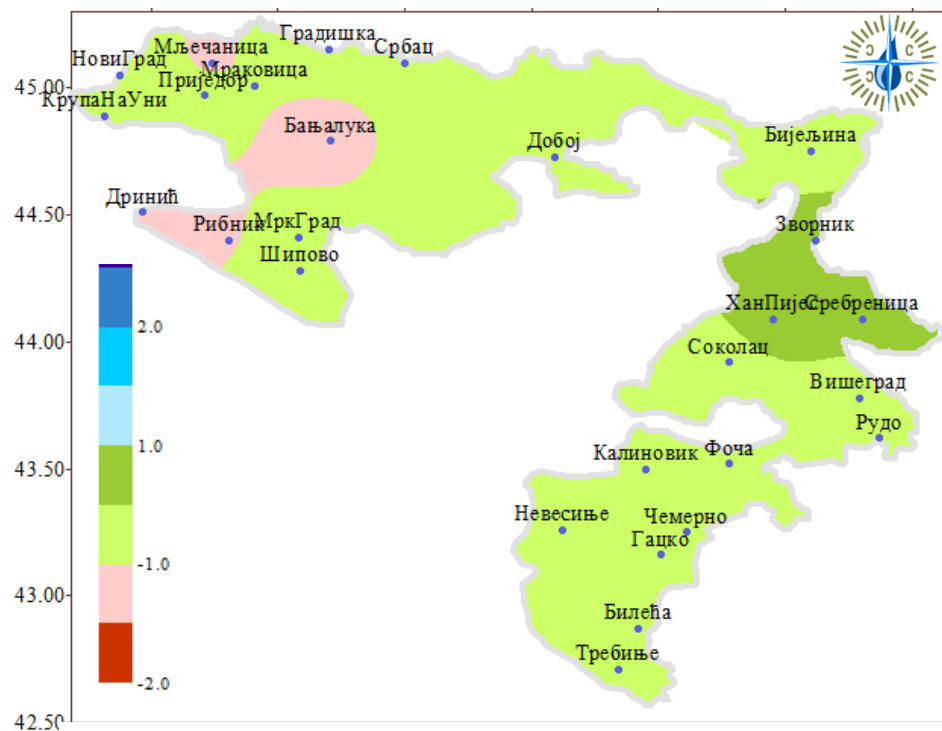 Градишка
Мљечаница
Србац
НовиГрад
Мраковица
Приједор
45.00
КрупаНаУни
Бањалука
Добој
Бијељина
Дринић
44.50
Рибник
МркГрад
Зворник
Шипово
ХанПијес
Сребреница
2.0
44.00
Соколац
Вишеград
Рудо
1.0
43.50
Калиновик
Фоча
Невесиње
Чемерно
Гацко
-1.0
43.00
Билећа
Требиње
-2.0
42.50